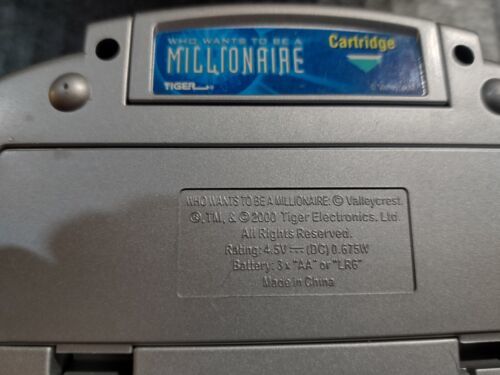 WHO WANTS TO BE A
MILLIONAIRE
Cartridge
TIGER
WHO WANTS TO BE A MILLIONAIRE: © Valleycrest.
®, TM, & © 2000 Tiger Electronics, Ltd.
All Rights Reserved.
Rating: 4.5V ⎓ (DC) 0.675W
Battery: 3 x "AA" or "LR6"
Made in China